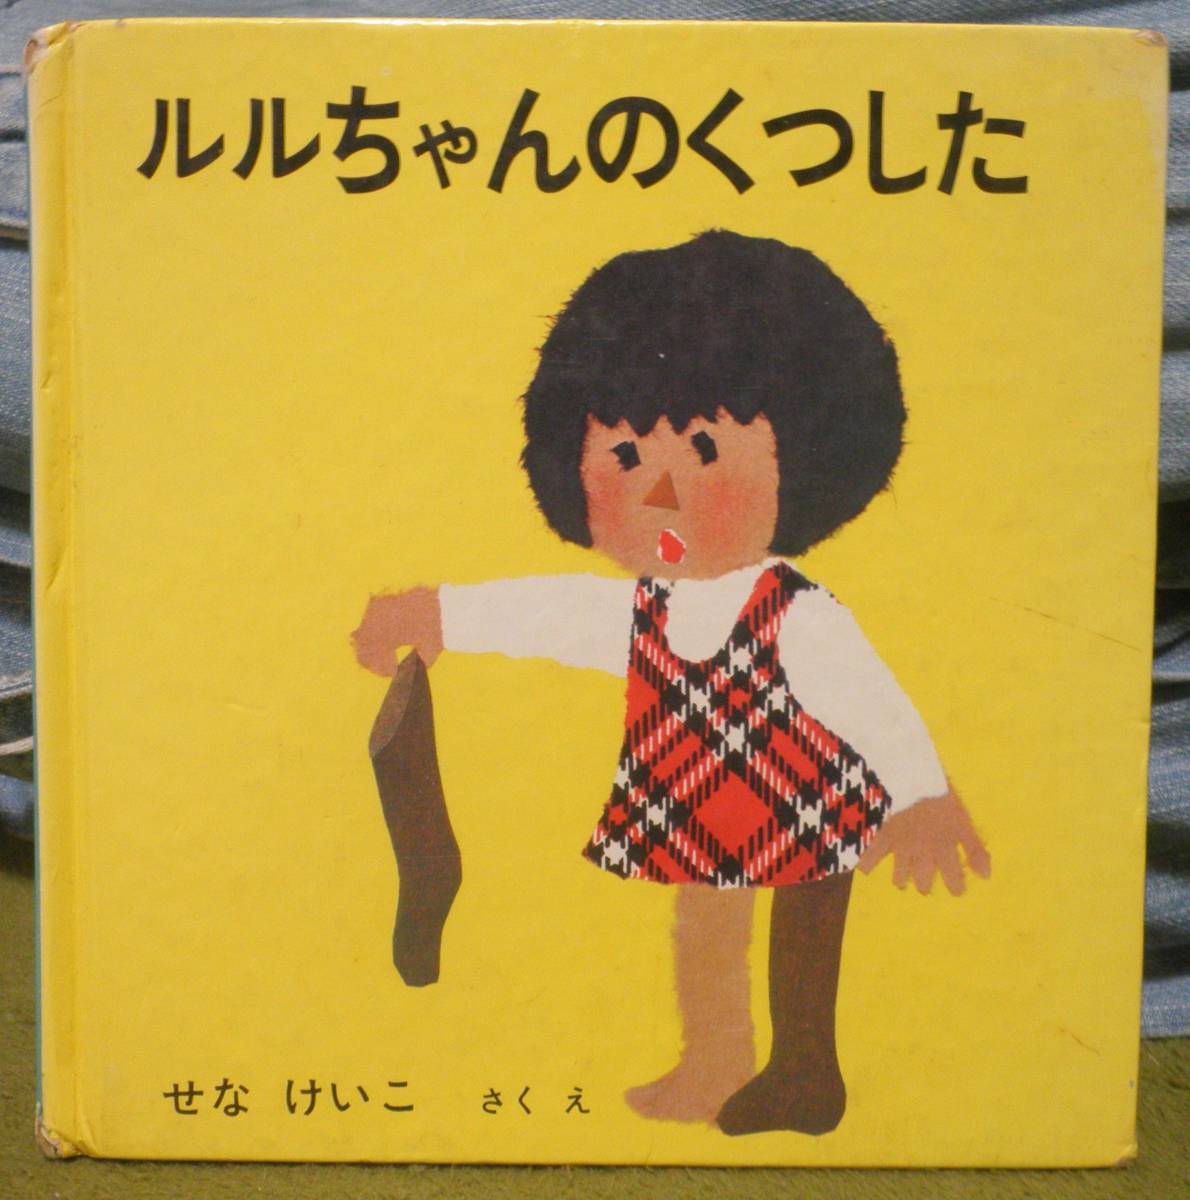 ルルちゃんのくつした
せな けいこ さく え